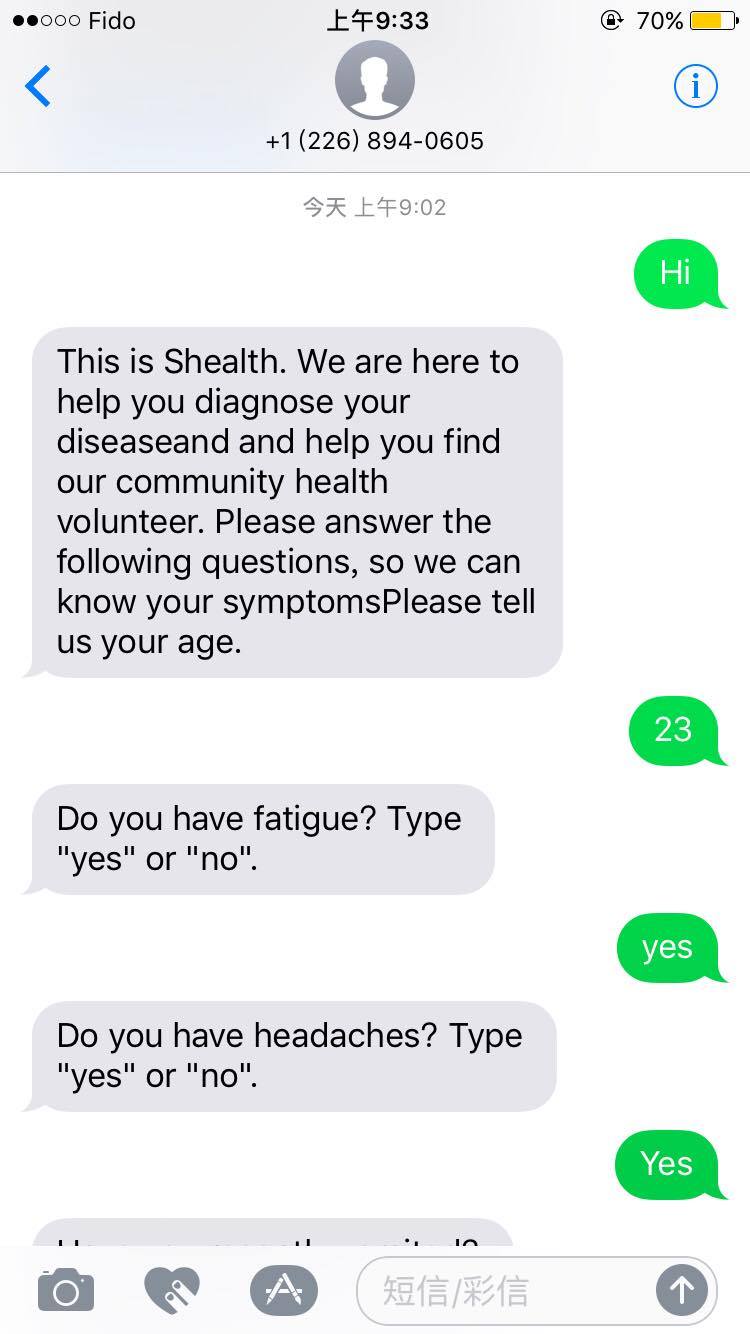 Fido 上午9:33 70%
+1 (226) 894-0605
今天 上午9:02
Hi
This is Shealth. We are here to
help you diagnose your
diseaseand and help you find
our community health
volunteer. Please answer the
following questions, so we can
know your symptomsPlease tell
us your age.
23
Do you have fatigue? Type
"yes" or "no".
yes
Do you have headaches? Type
"yes" or "no".
Yes
短信/彩信